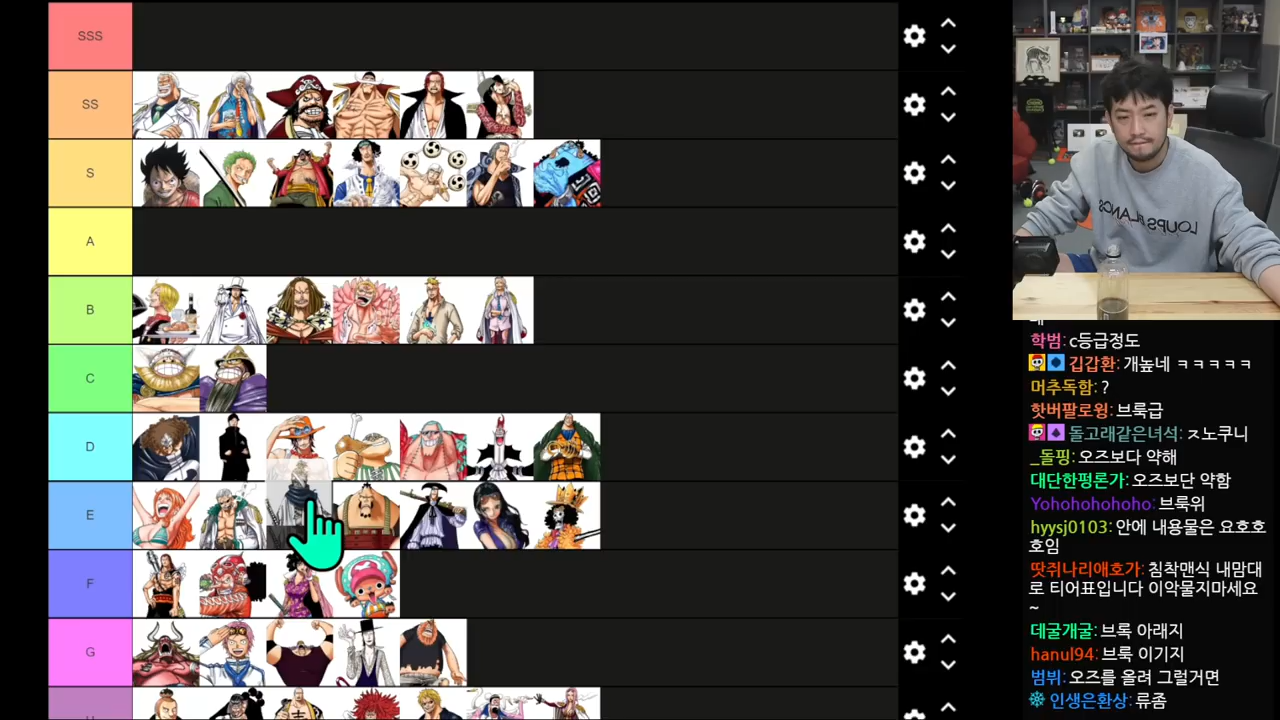 SSS
SS
S
A
B
C
D
E
F
G
LOUPS#LANCS
학범: c등급정도
김갑환: 개높네 ㅋㅋㅋㅋㅋ
머추독함: ?
핫버팔로윙: 브룩급
돌고래같은녀석: ㅈ노쿠니
_돌핑: 오즈보다 약해
대단한평론가: 오즈보단 약함
Yohohohohoho: 브룩위
hyysj0103: 안에 내용물은 요호호
호임
땃쥐나리애호가: 침착맨식 내맘대
로 티어표입니다 이악물지마세요
~
데굴개굴: 브록 아래지
hanul94: 브룩 이기지
범뷔: 오즈를 올려 그럴거면
인생은환상: 류좀